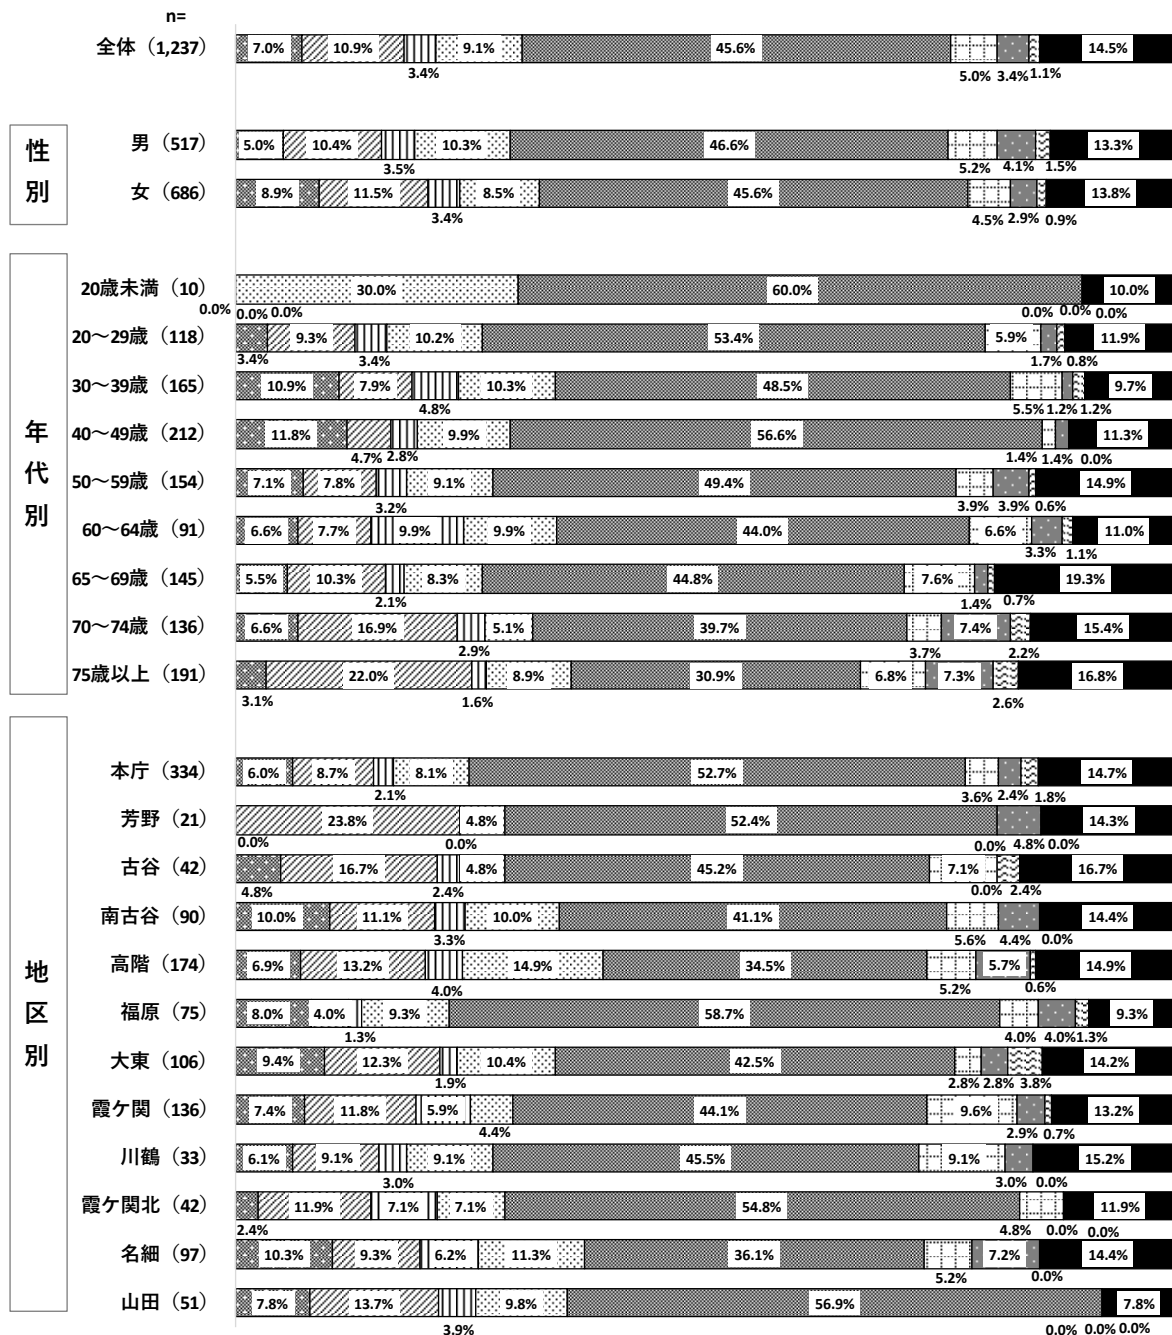 n=
全体（1,237）
7.0% 10.9% 9.1% 45.6% 14.5%
3.4% 5.0% 3.4% 1.1%
性別
男（517）
5.0% 10.4% 10.3% 46.6% 13.3%
3.5% 5.2% 4.1% 1.5%
女（686）
8.9% 11.5% 8.5% 45.6% 13.8%
3.4% 4.5% 2.9% 0.9%
年代別
20歳未満（10）
30.0% 60.0% 10.0%
0.0% 0.0% 0.0% 0.0% 0.0% 0.0%
20～29歳（118）
9.3% 10.2% 53.4% 5.9% 11.9%
3.4% 3.4% 1.7% 0.8%
30～39歳（165）
10.9% 7.9% 10.3% 48.5% 9.7%
4.8% 5.5% 1.2% 1.2%
40～49歳（212）
11.8% 9.9% 56.6% 11.3%
4.7% 2.8% 1.4% 1.4% 0.0%
50～59歳（154）
7.1% 7.8% 9.1% 49.4% 14.9%
3.2% 3.9% 3.9% 0.6%
60～64歳（91）
6.6% 7.7% 9.9% 9.9% 44.0% 6.6% 11.0%
3.3% 1.1%
65～69歳（145）
5.5% 10.3% 8.3% 44.8% 7.6% 19.3%
2.1% 1.4% 0.7%
70～74歳（136）
6.6% 16.9% 5.1% 39.7% 7.4% 15.4%
2.9% 3.7% 2.2%
75歳以上（191）
22.0% 8.9% 30.9% 6.8% 7.3% 16.8%
3.1% 1.6% 2.6%
地区別
本庁（334）
6.0% 8.7% 8.1% 52.7% 14.7%
2.1% 3.6% 2.4% 1.8%
芳野（21）
23.8% 4.8% 52.4% 14.3%
0.0% 0.0% 0.0% 4.8% 0.0%
古谷（42）
16.7% 4.8% 45.2% 7.1% 16.7%
4.8% 2.4% 0.0% 2.4%
南古谷（90）
10.0% 11.1% 10.0% 41.1% 14.4%
3.3% 5.6% 4.4% 0.0%
高階（174）
6.9% 13.2% 14.9% 34.5% 5.7% 14.9%
4.0% 5.2% 0.6%
福原（75）
8.0% 4.0% 9.3% 58.7% 9.3%
1.3% 4.0% 4.0% 1.3%
大東（106）
9.4% 12.3% 10.4% 42.5% 14.2%
1.9% 2.8% 2.8% 3.8%
霞ケ関（136）
7.4% 11.8% 5.9% 44.1% 9.6% 13.2%
4.4% 2.9% 0.7%
川鶴（33）
6.1% 9.1% 9.1% 45.5% 9.1% 15.2%
3.0% 3.0% 0.0%
霞ケ関北（42）
11.9% 7.1% 7.1% 54.8% 11.9%
2.4% 4.8% 0.0% 0.0%
名細（97）
10.3% 9.3% 6.2% 11.3% 36.1% 7.2% 14.4%
5.2% 0.0%
山田（51）
7.8% 13.7% 9.8% 56.9% 7.8%
3.9% 0.0% 0.0% 0.0%